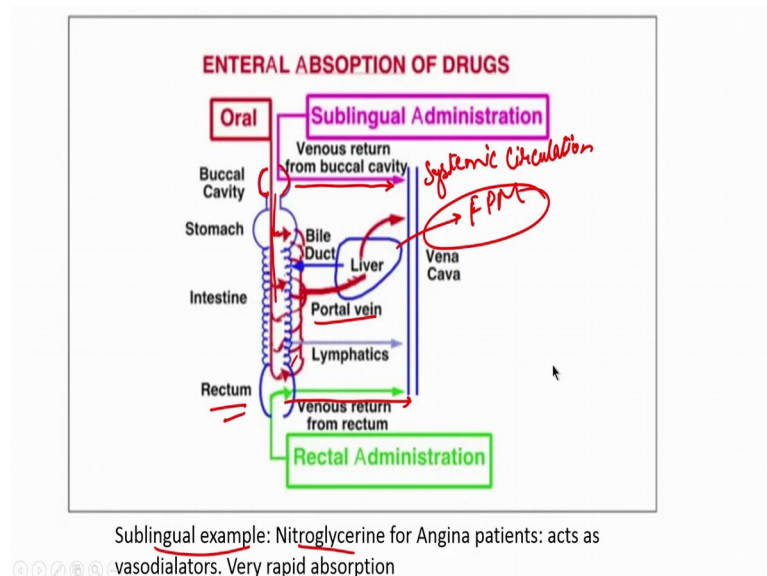 ENTERAL ABSOPTION OF DRUGS
Oral
Sublingual Administration
Venous return
from buccal cavity
Systemic Circulation
FPM
Buccal
Cavity
Stomach
Bile
Duct
Liver
Vena
Cava
Intestine
Portal vein
Lymphatics
Rectum
Venous return
from rectum
Rectal Administration
Sublingual example: Nitroglycerine for Angina patients: acts as
vasodialators. Very rapid absorption